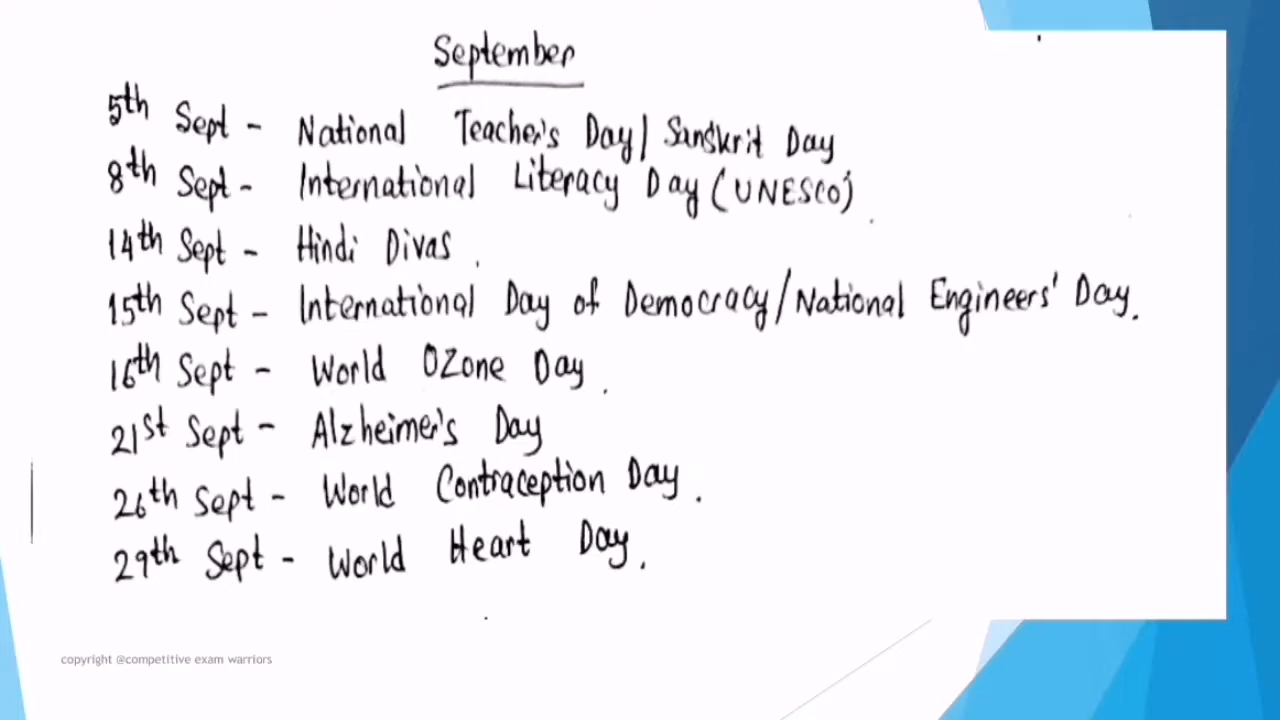 September
5th Sept - National Teacher's Day/ Sanskrit Day
8th Sept - International Literacy Day (UNESCO)
14th Sept - Hindi Divas
15th Sept - International Day of Democracy/National Engineers' Day.
16th Sept - World Ozone Day
21st Sept - Alzheimer's Day
26th Sept - World Contraception Day.
29th Sept - World Heart Day.
copyright @competitive exam warriors